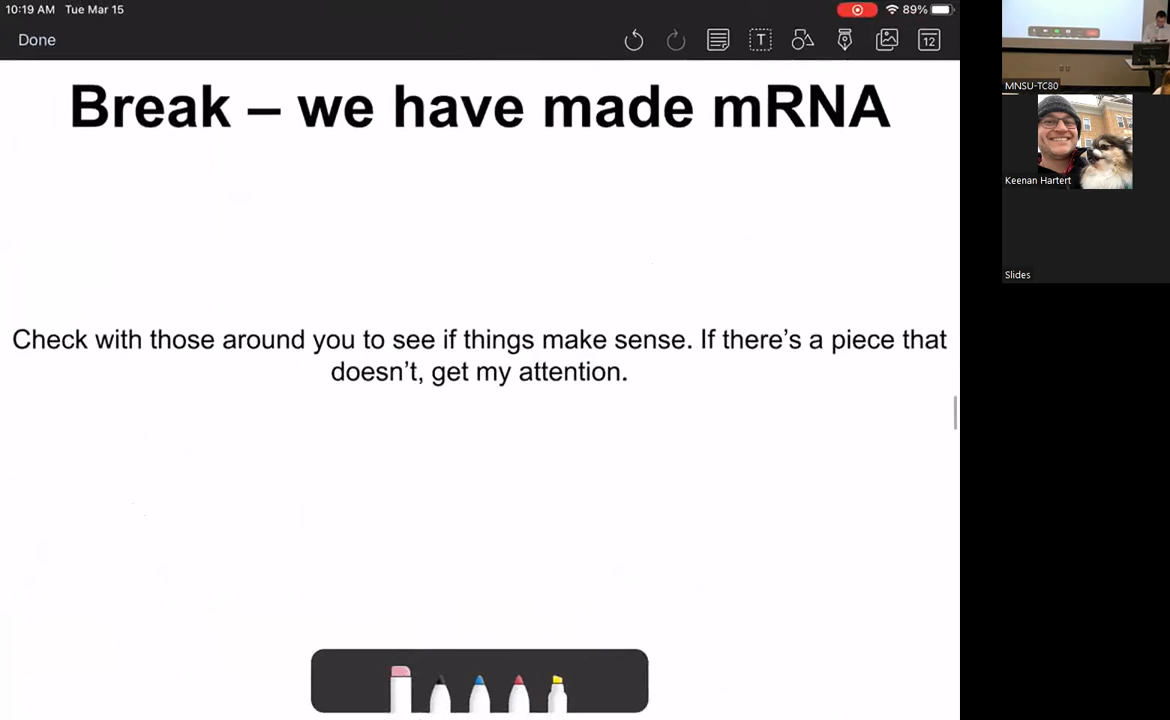 10:19 AM Tue Mar 15
89%
Done
T
12
Break – we have made mRNA
Check with those around you to see if things make sense. If there’s a piece that
doesn’t, get my attention.
MNSU-TC80
Keenan Hartert
Slides